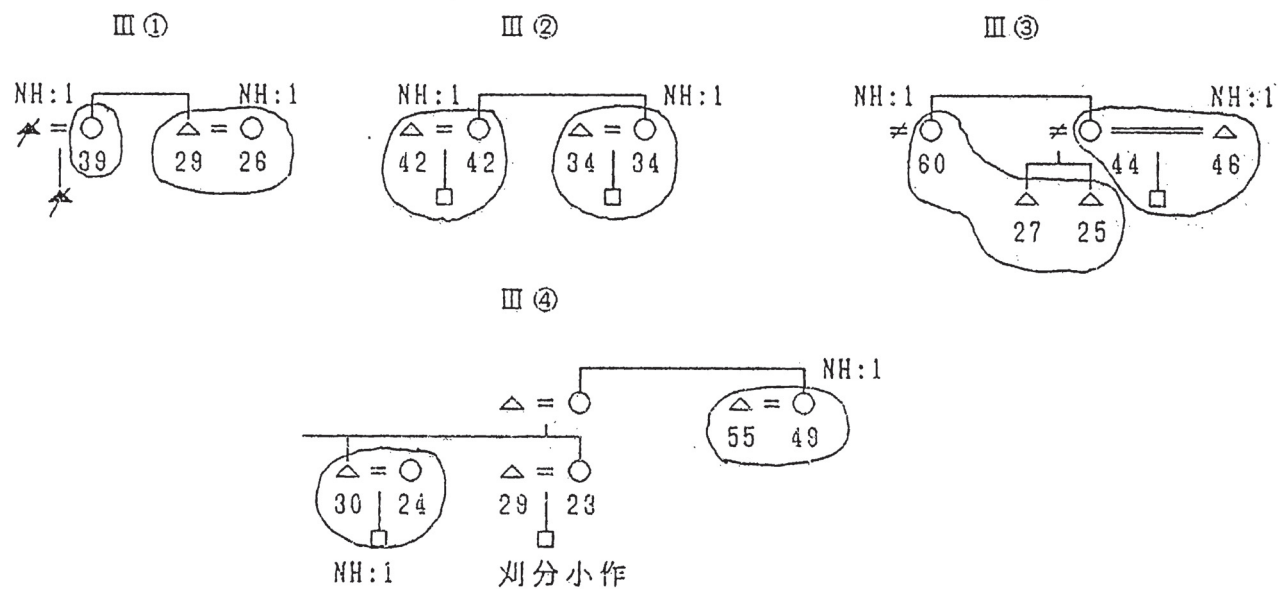 Ⅲ① Ⅲ② Ⅲ③
NH:1 NH:1 NH:1 NH:1 NH:1 NH:1
= = = = ≠ ≠
39 29 26 42 42 34 34 60 44 46
27 25
Ⅲ④
NH:1
= =
55 49
= =
30 24 29 23
NH:1 刈分小作